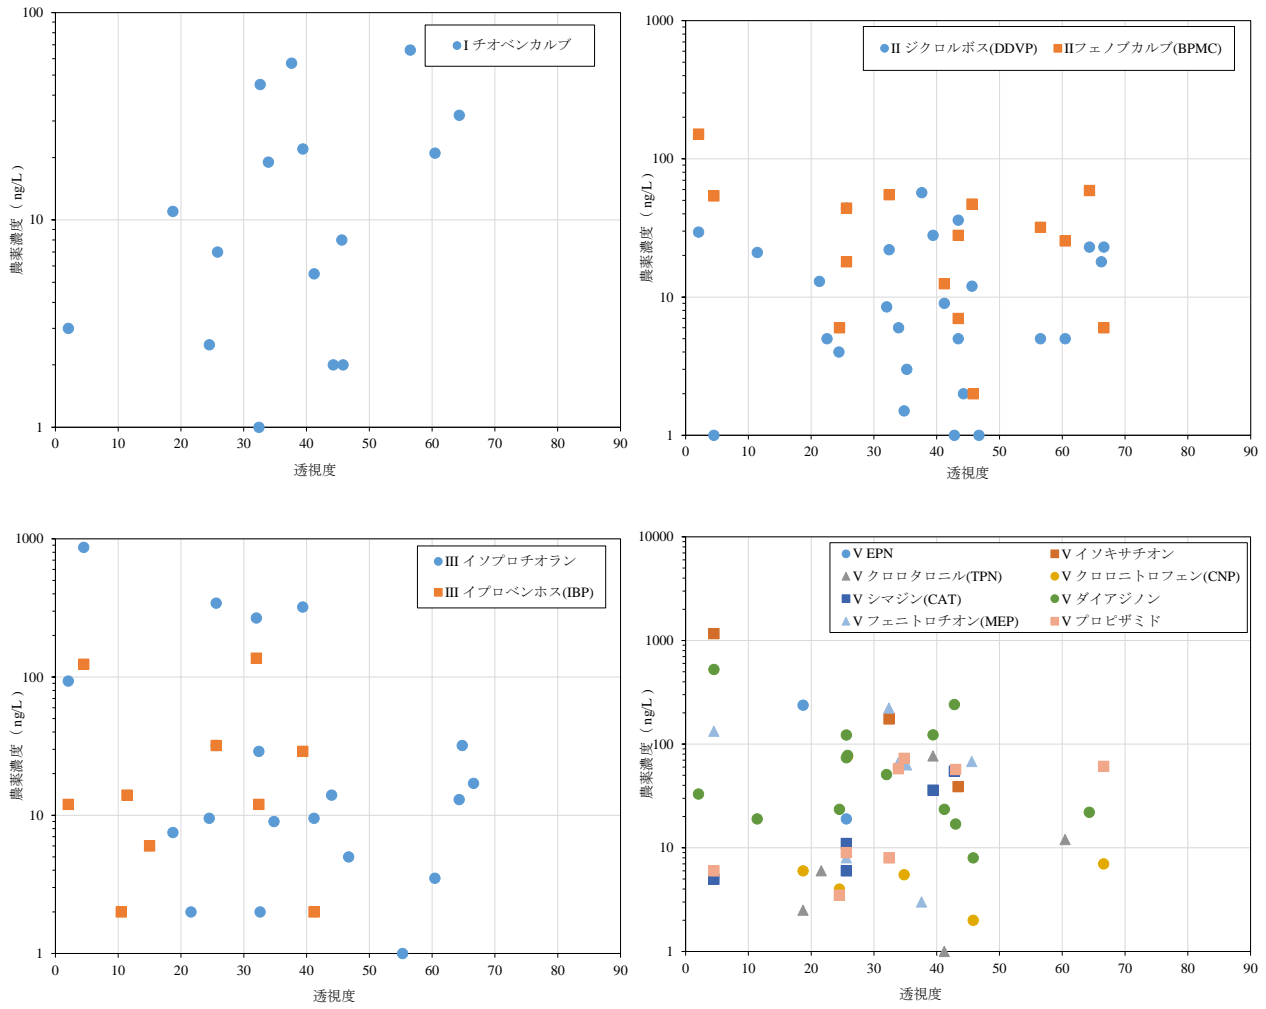 I チオベンカルブ
農薬濃度（ ng/L ）
100
10
1
0 10 20 30 40 50 60 70 80 90
透視度
II ジクロルボス(DDVP) IIフェノブカルブ(BPMC)
農薬濃度（ ng/L ）
1000
100
10
1
0 10 20 30 40 50 60 70 80 90
透視度
III イソプロチオラン
III イプロベンホス(IBP)
農薬濃度（ ng/L ）
1000
100
10
1
0 10 20 30 40 50 60 70 80 90
透視度
V EPN V イソキサチオン
V クロロタロニル(TPN) V クロロニトロフェン(CNP)
V シマジン(CAT) V ダイアジノン
V フェニトロチオン(MEP) V プロピザミド
農薬濃度（ ng/L ）
10000
1000
100
10
1
0 10 20 30 40 50 60 70 80 90
透視度